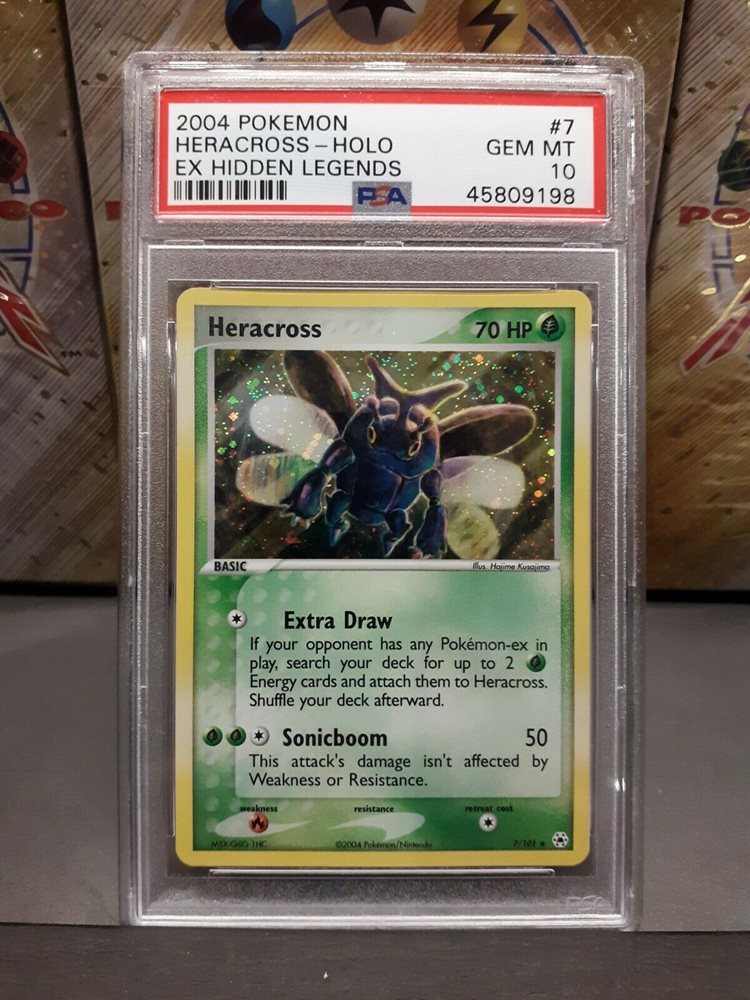 2004 POKEMON #7
HERACROSS - HOLO GEM MT
EX HIDDEN LEGENDS 10
PSA 45809198
Heracross 70 HP
BASIC Illus. Hajime Kusajima
Extra Draw
If your opponent has any Pokémon-ex in
play, search your deck for up to 2
Energy cards and attach them to Heracross.
Shuffle your deck afterward.
Sonicboom 50
This attack's damage isn't affected by
Weakness or Resistance.
weakness resistance retreat cost
©2004 Pokémon/Nintendo 7/101
PSA